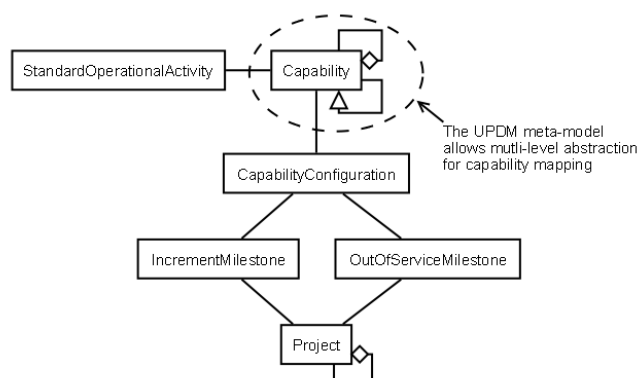 StandardOperationalActivity
Capability
The UPDM meta-model
allows mutli-level abstraction
for capability mapping
CapabilityConfiguration
IncrementMilestone
OutOfServiceMilestone
Project